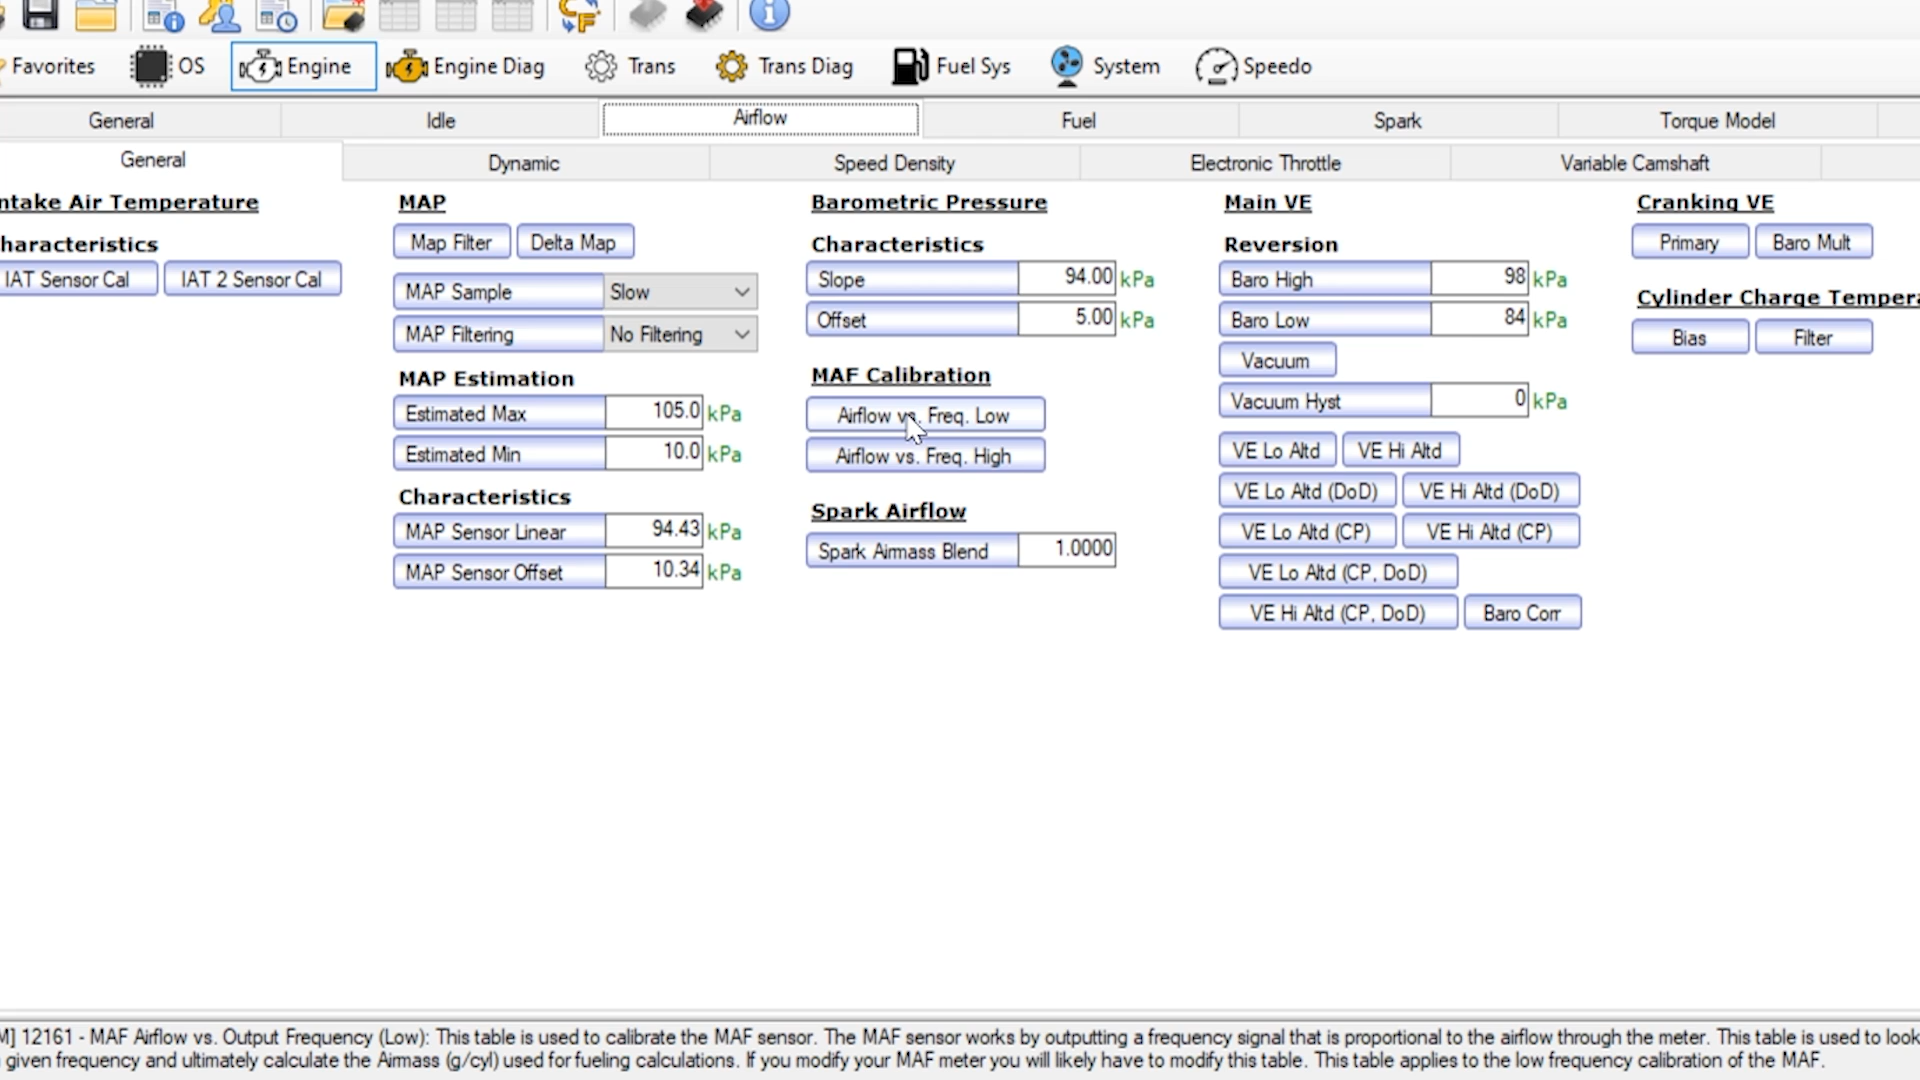 Favorites OS Engine Engine Diag Trans Trans Diag Fuel Sys System Speedo
General Idle Airflow Fuel Spark Torque Model
General Dynamic Speed Density Electronic Throttle Variable Camshaft
ntake Air Temperature
haracteristics
IAT Sensor Cal IAT 2 Sensor Cal
MAP
Map Filter Delta Map
MAP Sample Slow
MAP Filtering No Filtering
MAP Estimation
Estimated Max 105.0 kPa
Estimated Min 10.0 kPa
Characteristics
MAP Sensor Linear 94.43 kPa
MAP Sensor Offset 10.34 kPa
Barometric Pressure
Characteristics
Slope 94.00 kPa
Offset 5.00 kPa
MAF Calibration
Airflow vs. Freq. Low
Airflow vs. Freq. High
Spark Airflow
Spark Airmass Blend 1.0000
Main VE
Reversion
Baro High 98 kPa
Baro Low 84 kPa
Vacuum
Vacuum Hyst 0 kPa
VE Lo Altd VE Hi Altd
VE Lo Altd (DoD) VE Hi Altd (DoD)
VE Lo Altd (CP) VE Hi Altd (CP)
VE Lo Altd (CP, DoD)
VE Hi Altd (CP, DoD) Baro Corr
Cranking VE
Primary Baro Mult
Cylinder Charge Tempera
Bias Filter
M] 12161 - MAF Airflow vs. Output Frequency (Low): This table is used to calibrate the MAF sensor. The MAF sensor works by outputting a frequency signal that is proportional to the airflow through the meter. This table is used to look
given frequency and ultimately calculate the Airmass (g/cyl) used for fueling calculations. If you modify your MAF meter you will likely have to modify this table. This table applies to the low frequency calibration of the MAF.